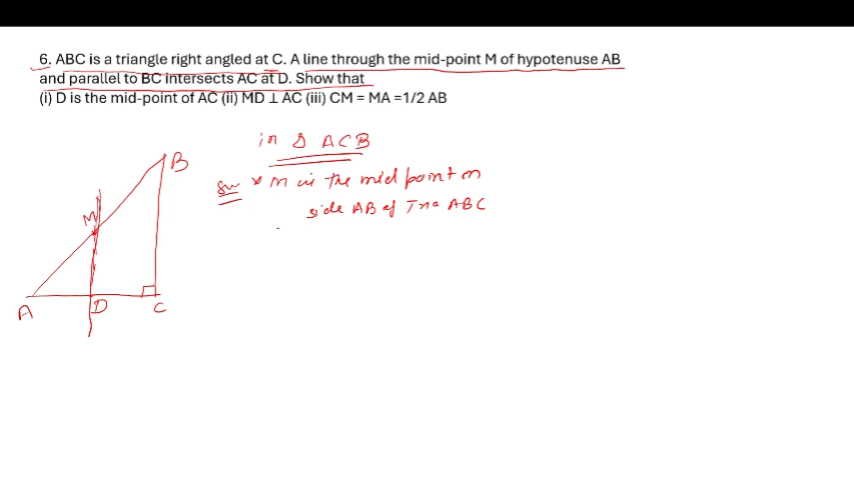 6. ABC is a triangle right angled at C. A line through the mid-point M of hypotenuse AB
and parallel to BC intersects AC at D. Show that
(i) D is the mid-point of AC (ii) MD ⊥ AC (iii) CM = MA =1/2 AB
in Δ ACB
* M is the mid point on
side AB of ABC
B
M
A
D
C